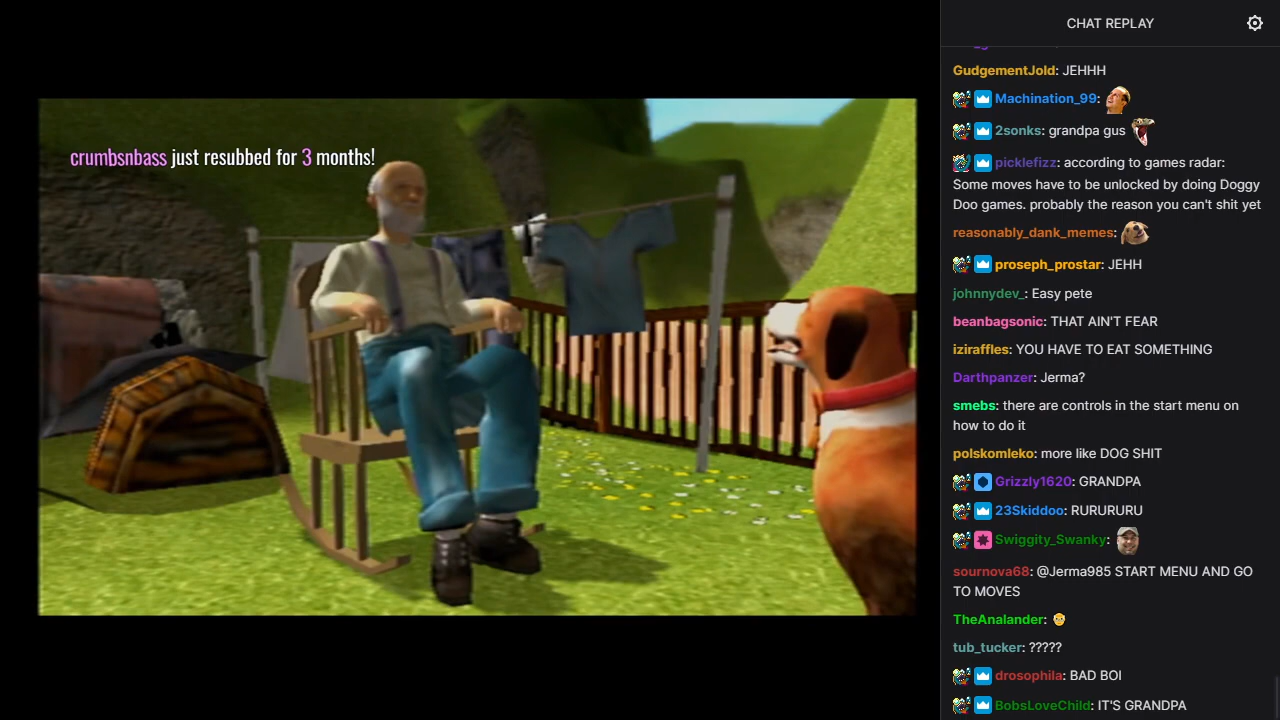 crumbsnbass just resubbed for 3 months!
CHAT REPLAY
GudgementJold: JEHHH
Machination_99:
2sonks: grandpa gus
picklefizz: according to games radar:
Some moves have to be unlocked by doing Doggy
Doo games. probably the reason you can't shit yet
reasonably_dank_memes:
proseph_prostar: JEHH
johnnydev_: Easy pete
beanbagsonic: THAT AIN'T FEAR
iziraffles: YOU HAVE TO EAT SOMETHING
Darthpanzer: Jerma?
smebs: there are controls in the start menu on
how to do it
polskomleko: more like DOG SHIT
Grizzly1620: GRANDPA
23Skiddoo: RURURURU
Swiggity_Swanky:
sournova68: @Jerma985 START MENU AND GO
TO MOVES
TheAnalander:
tub_tucker: ?????
drosophila: BAD BOI
BobsLoveChild: IT'S GRANDPA